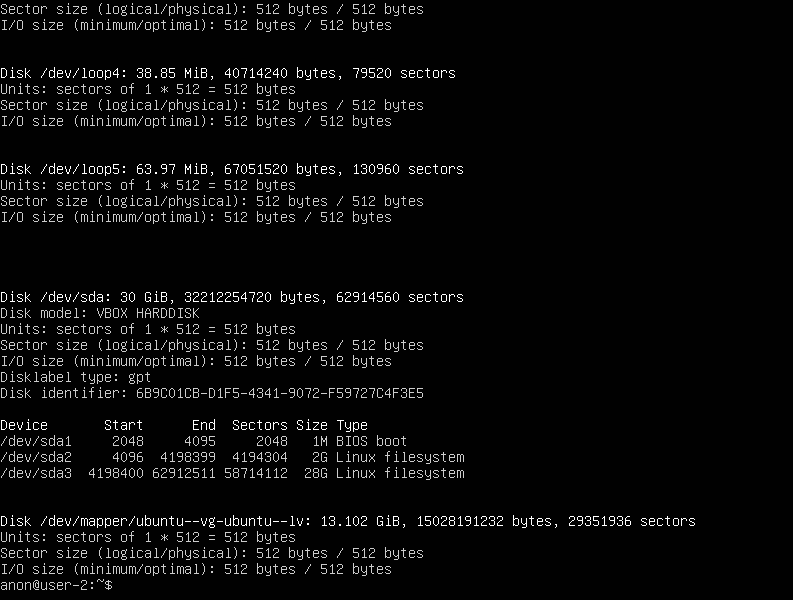 Sector size (logical/physical): 512 bytes / 512 bytes
I/O size (minimum/optimal): 512 bytes / 512 bytes
Disk /dev/loop4: 38.85 MiB, 40714240 bytes, 79520 sectors
Units: sectors of 1 * 512 = 512 bytes
Sector size (logical/physical): 512 bytes / 512 bytes
I/O size (minimum/optimal): 512 bytes / 512 bytes
Disk /dev/loop5: 63.97 MiB, 67051520 bytes, 130960 sectors
Units: sectors of 1 * 512 = 512 bytes
Sector size (logical/physical): 512 bytes / 512 bytes
I/O size (minimum/optimal): 512 bytes / 512 bytes
Disk /dev/sda: 30 GiB, 32212254720 bytes, 62914560 sectors
Disk model: VBOX HARDDISK
Units: sectors of 1 * 512 = 512 bytes
Sector size (logical/physical): 512 bytes / 512 bytes
I/O size (minimum/optimal): 512 bytes / 512 bytes
Disklabel type: gpt
Disk identifier: 6B9C01CB-D1F5-4341-9072-F59727C4F3E5
Device       Start      End  Sectors Size Type
/dev/sda1     2048     4095     2048   1M BIOS boot
/dev/sda2     4096  4198399  4194304   2G Linux filesystem
/dev/sda3  4198400 62912511 58714112  28G Linux filesystem
Disk /dev/mapper/ubuntu--vg-ubuntu--lv: 13.102 GiB, 15028191232 bytes, 29351936 sectors
Units: sectors of 1 * 512 = 512 bytes
Sector size (logical/physical): 512 bytes / 512 bytes
I/O size (minimum/optimal): 512 bytes / 512 bytes
anon@user-2:~$